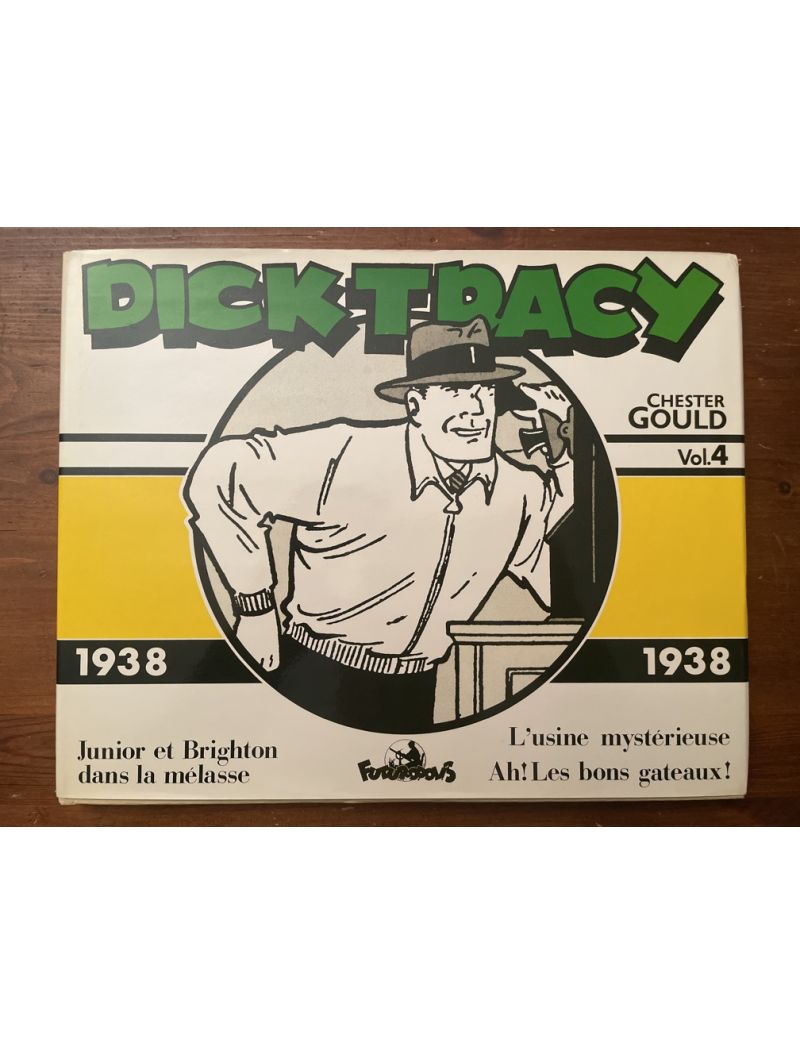 DICK TRACY
CHESTER
GOULD
Vol.4
1938
1938
Junior et Brighton
dans la mélasse
FUTUROPOLIS
L'usine mystérieuse
Ah! Les bons gateaux!